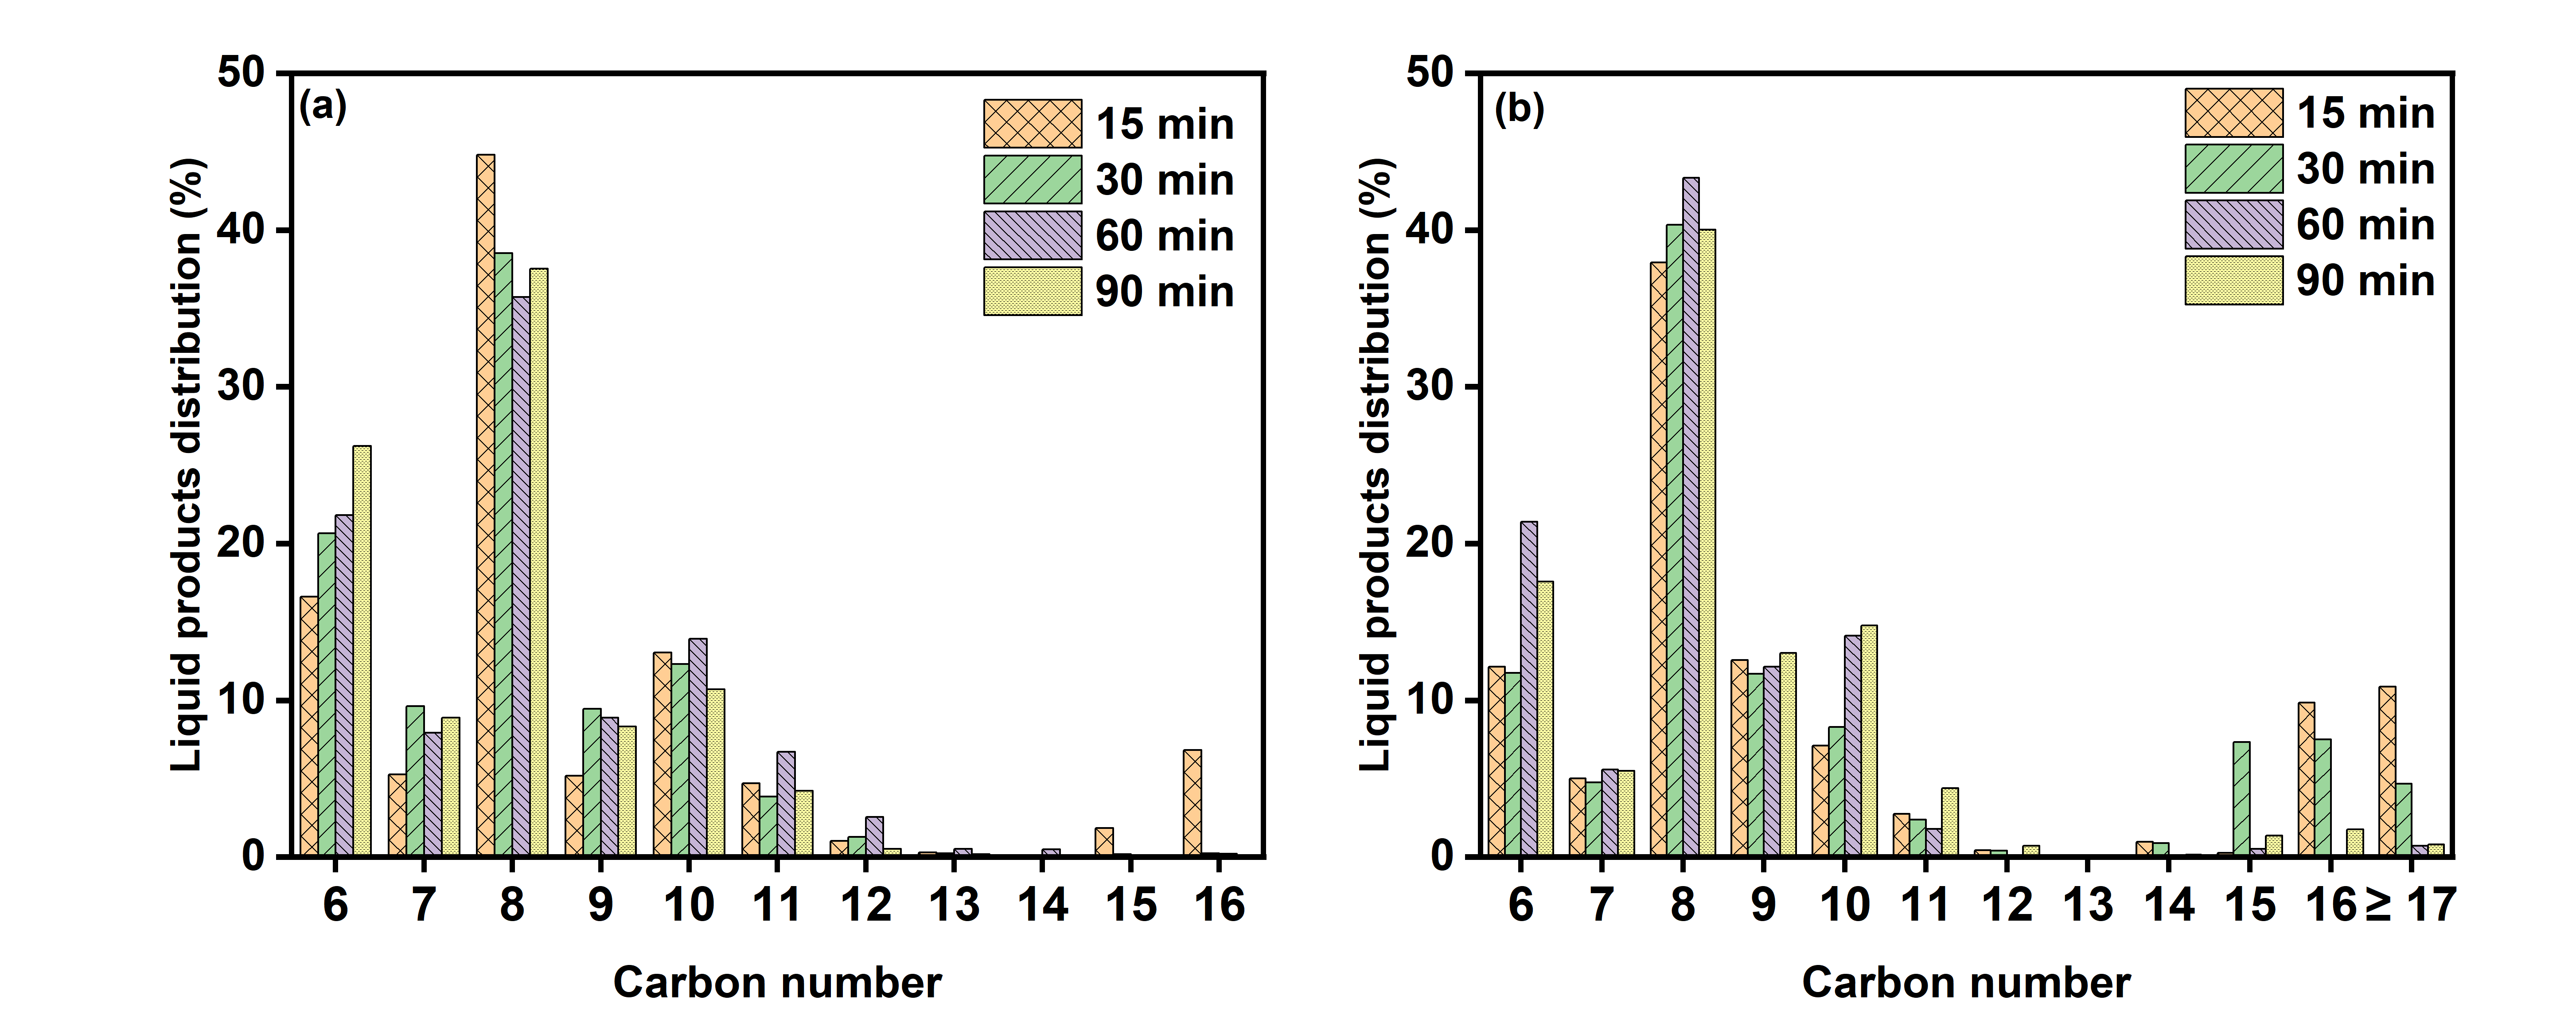 (a)
50
40
30
20
10
0
Liquid products distribution (%)
15 min
30 min
60 min
90 min
6 7 8 9 10 11 12 13 14 15 16
Carbon number
(b)
50
40
30
20
10
0
Liquid products distribution (%)
15 min
30 min
60 min
90 min
6 7 8 9 10 11 12 13 14 15 16 ≥ 17
Carbon number